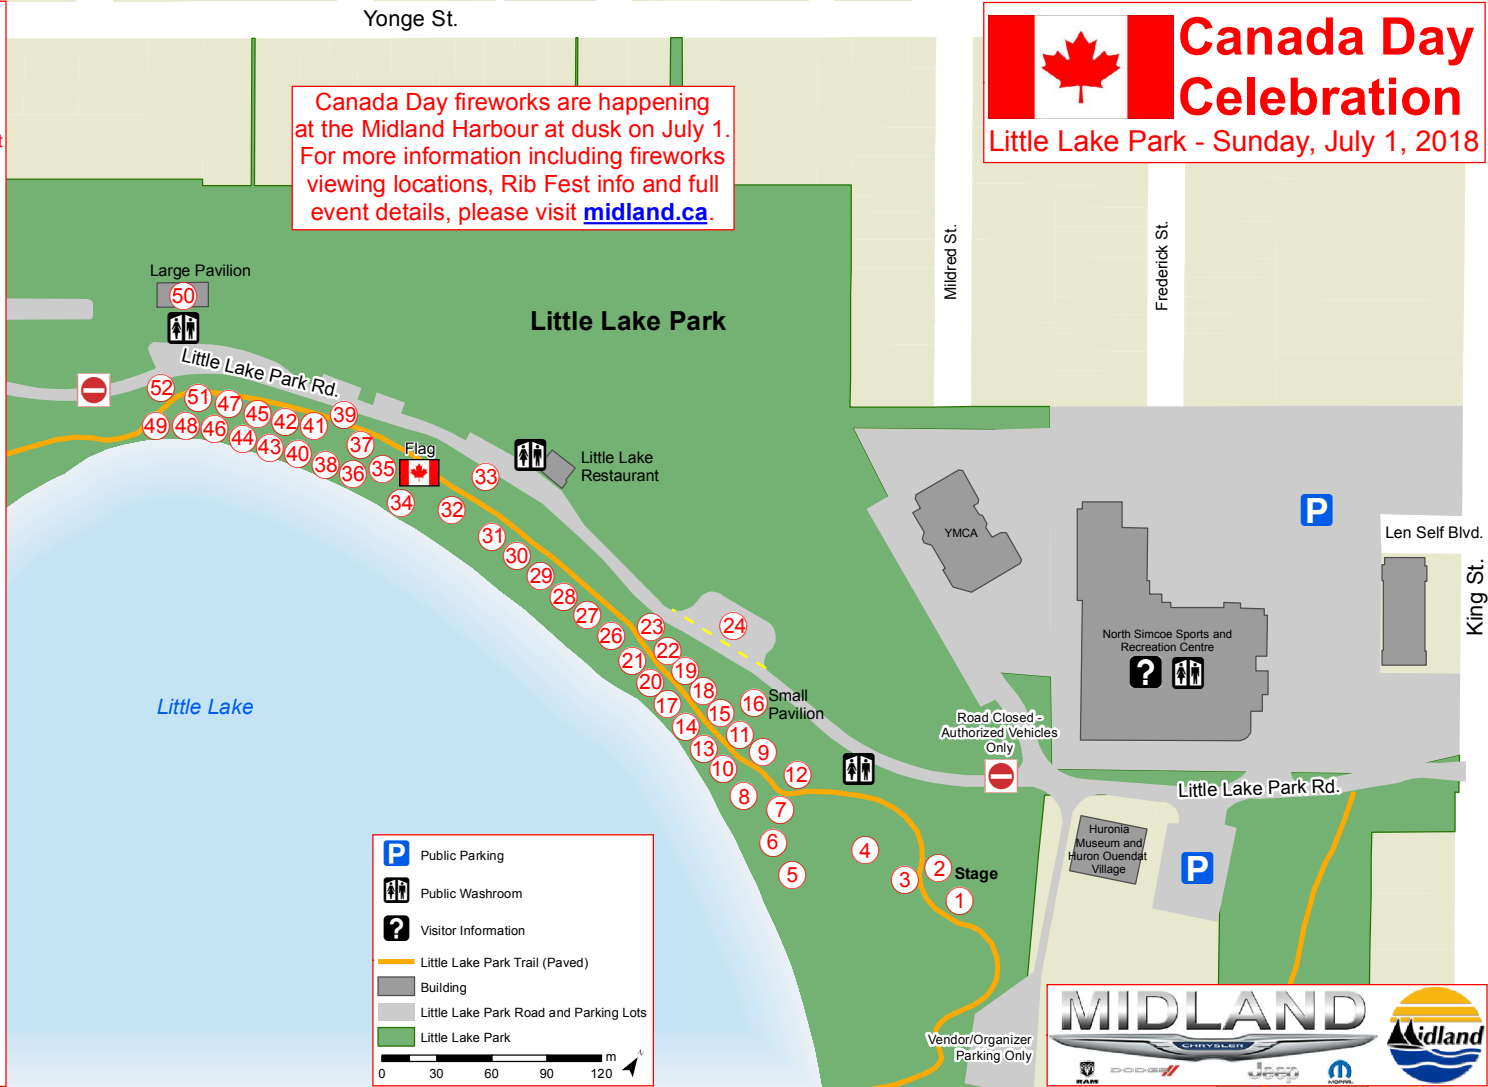 Yonge St.
Canada Day
Celebration
Little Lake Park - Sunday, July 1, 2018
Canada Day fireworks are happening
at the Midland Harbour at dusk on July 1.
For more information including fireworks
viewing locations, Rib Fest info and full
event details, please visit midland.ca.
t
Mildred St.
Frederick St.
Large Pavilion
50
Little Lake Park
Little Lake Park Rd.
52
51
47
45
42
41
39
49
48
46
44
43
40
38
37
36
35
Flag
34
33
32
Little Lake
Restaurant
31
30
29
28
27
26
24
23
22
21
20
19
18
17
16
Small
Pavilion
15
14
13
12
11
10
9
8
7
6
5
4
3
2
Stage
1
YMCA
P
Len Self Blvd.
King St.
North Simcoe Sports and
Recreation Centre
?
Little Lake
Road Closed -
Authorized Vehicles
Only
Little Lake Park Rd.
Huronia
Museum and
Huron Ouendat
Village
P
Vendor/Organizer
Parking Only
P Public Parking
Public Washroom
? Visitor Information
Little Lake Park Trail (Paved)
Building
Little Lake Park Road and Parking Lots
Little Lake Park
m
N
0 30 60 90 120
MIDLAND
CHRYSLER
RAM
DODGE
Jeep
MOPAR
Midland